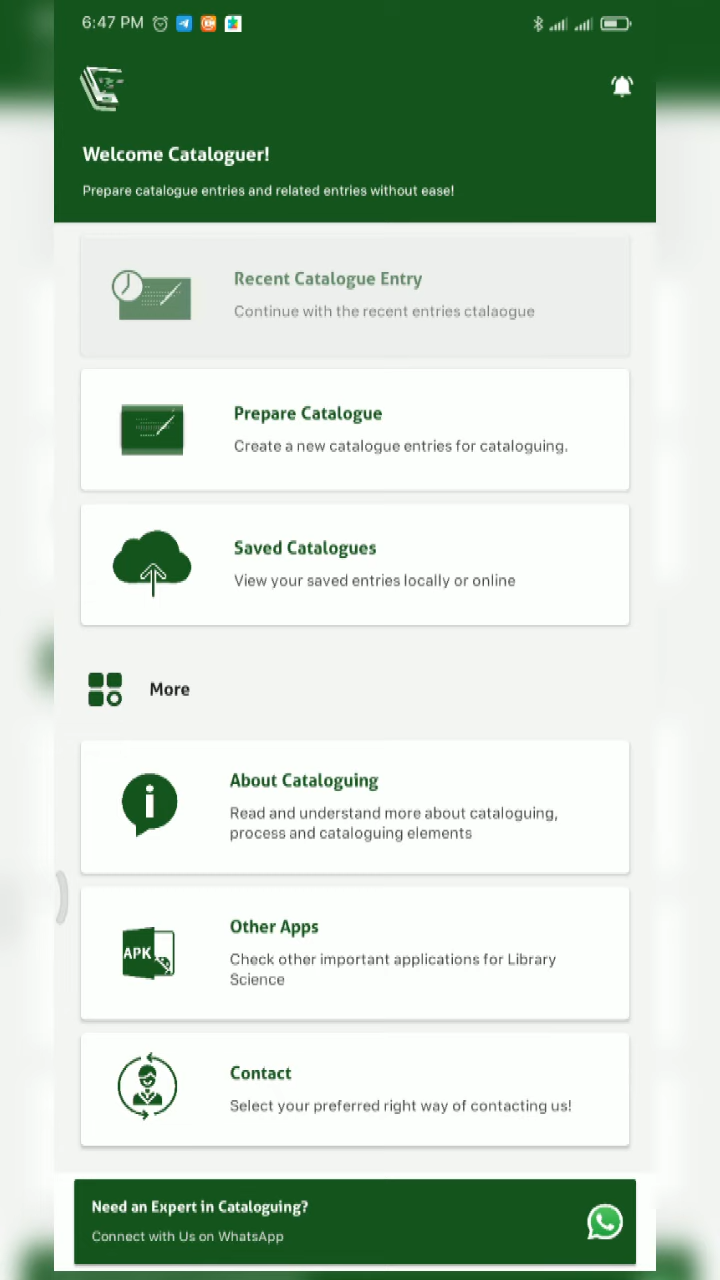 6:47 PM
Welcome Cataloguer!
Prepare catalogue entries and related entries without ease!
Recent Catalogue Entry
Continue with the recent entries ctalaogue
Prepare Catalogue
Create a new catalogue entries for cataloguing.
Saved Catalogues
View your saved entries locally or online
More
About Cataloguing
Read and understand more about cataloguing,
process and cataloguing elements
APK
Other Apps
Check other important applications for Library
Science
Contact
Select your preferred right way of contacting us!
Need an Expert in Cataloguing?
Connect with Us on WhatsApp